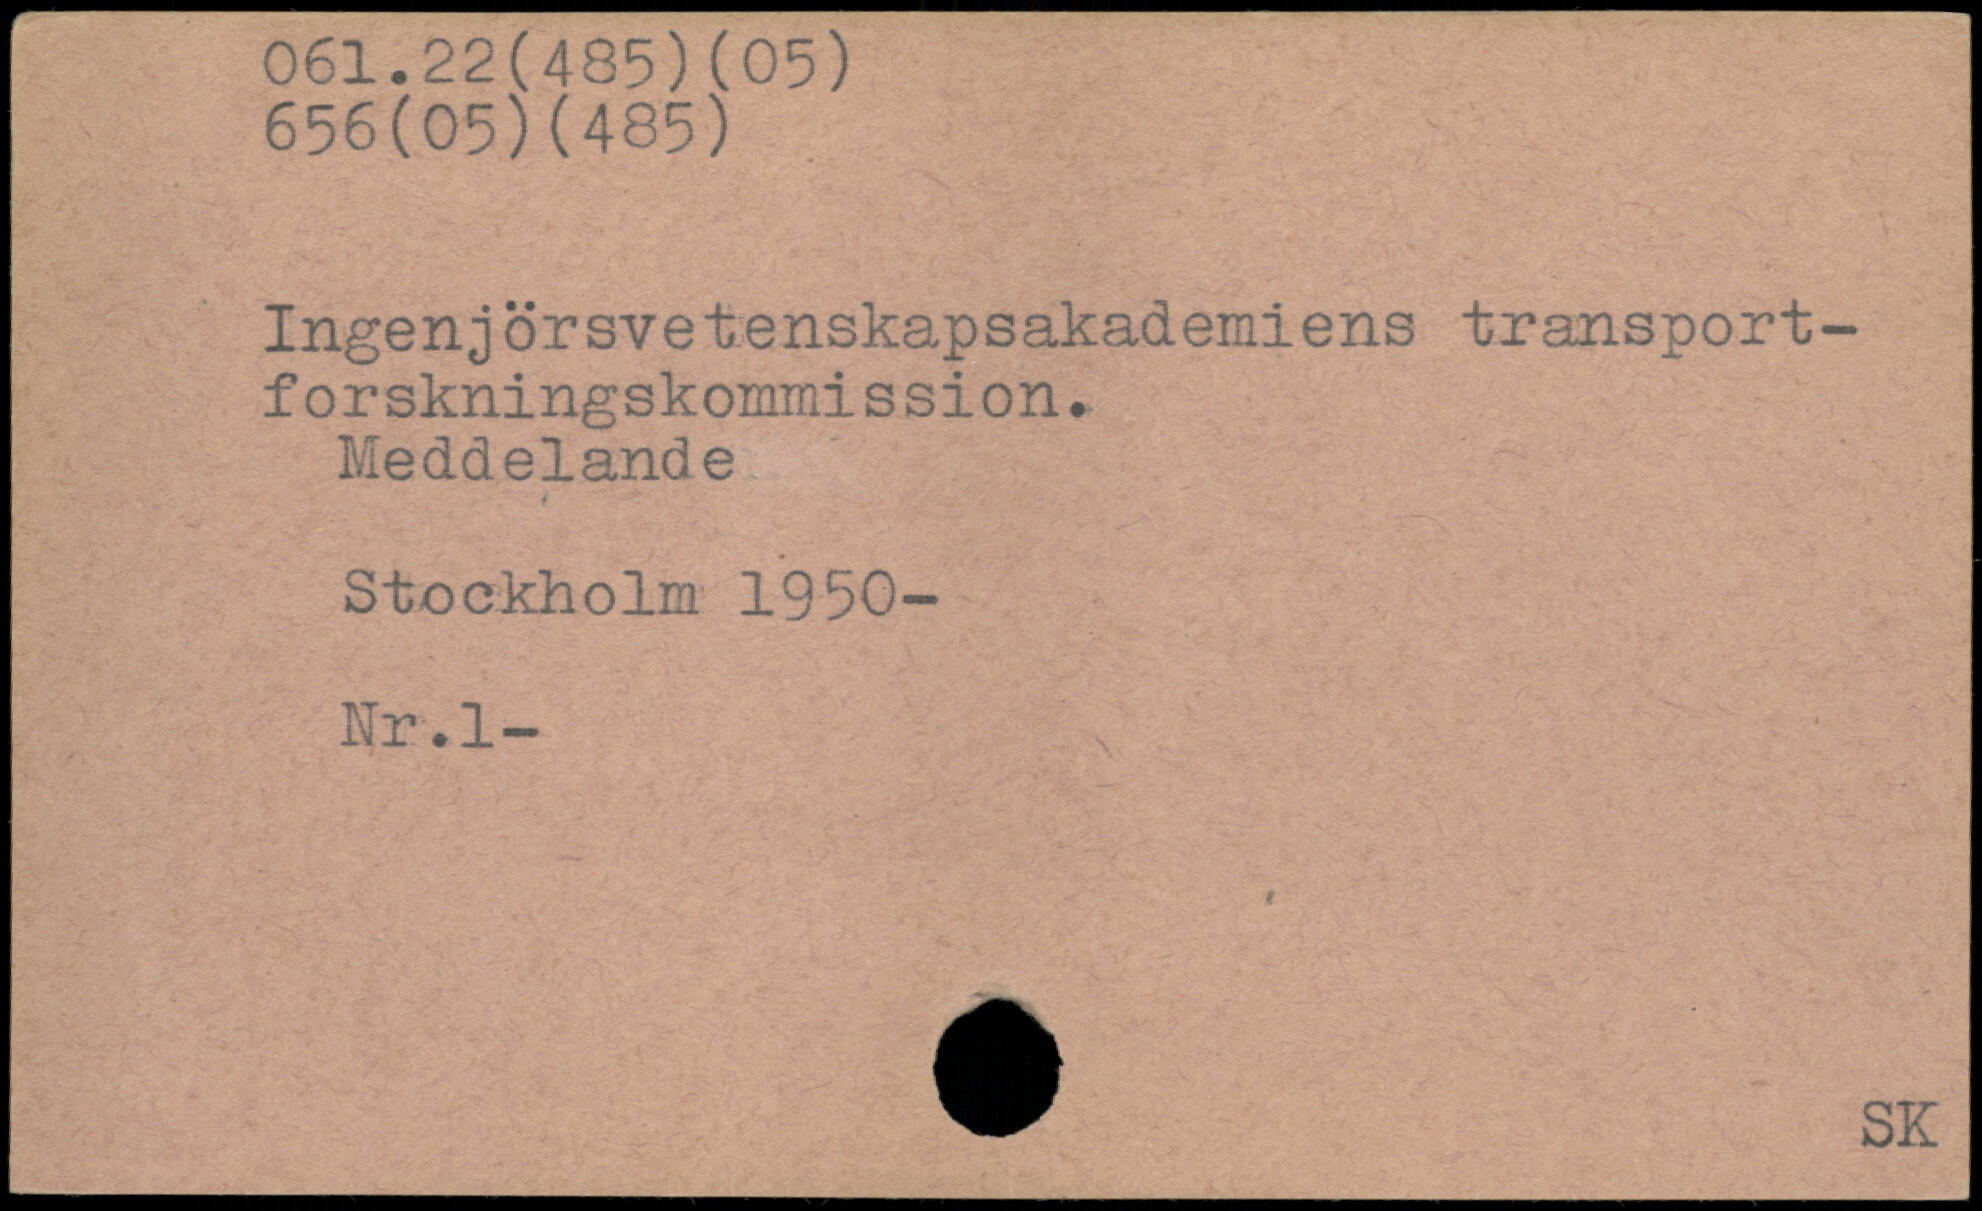 061.22(485)(05)
656(05)(485)
Ingenjörsvetenskapsakademiens transport-
forskningskommission.
Meddelande
Stockholm 1950-
Nr.1-
SK